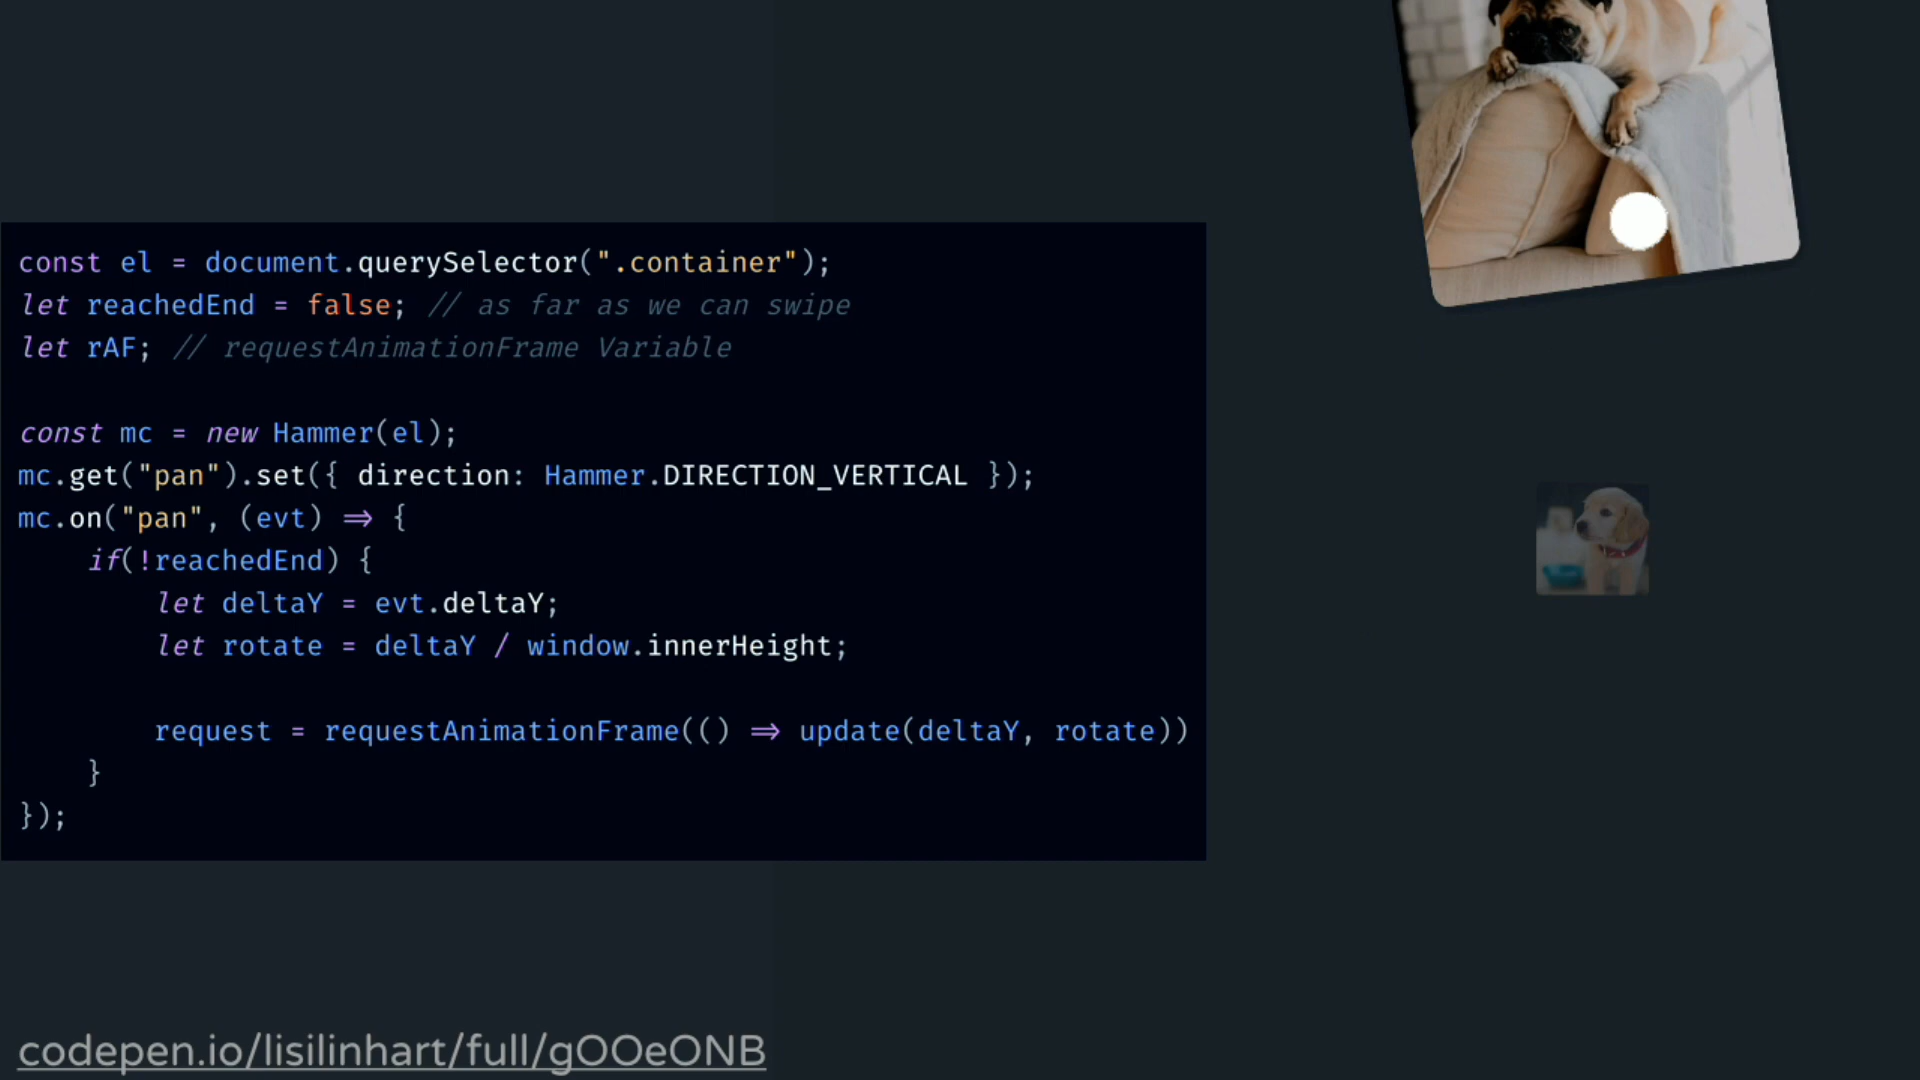 const el = document.querySelector(".container");
let reachedEnd = false; // as far as we can swipe
let rAF; // requestAnimationFrame Variable
const mc = new Hammer(el);
mc.get("pan").set({ direction: Hammer.DIRECTION_VERTICAL });
mc.on("pan", (evt) => {
if(!reachedEnd) {
let deltaY = evt.deltaY;
let rotate = deltaY / window.innerHeight;
request = requestAnimationFrame(() => update(deltaY, rotate))
}
});
codepen.io/lisilinhart/full/gOOeONB